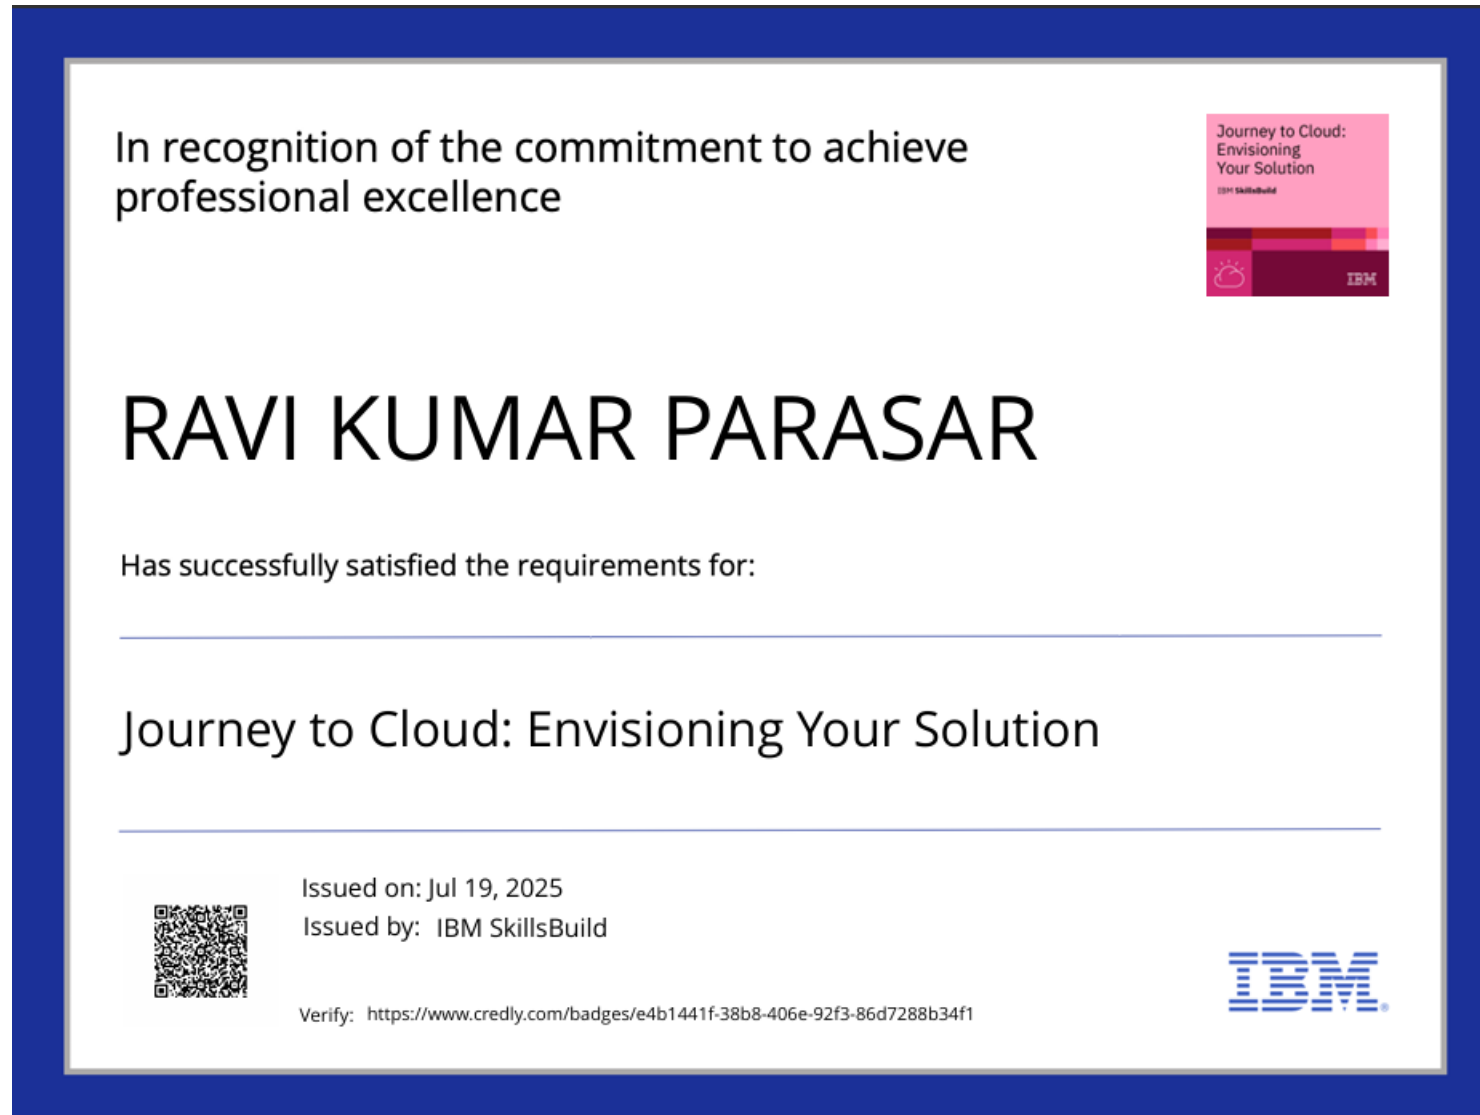 In recognition of the commitment to achieve
professional excellence
Journey to Cloud:
Envisioning
Your Solution
IBM SkillsBuild
IBM
RAVI KUMAR PARASAR
Has successfully satisfied the requirements for:
Journey to Cloud: Envisioning Your Solution
Issued on: Jul 19, 2025
Issued by: IBM SkillsBuild
IBM®
Verify: https://www.credly.com/badges/e4b1441f-38b8-406e-92f3-86d7288b34f1